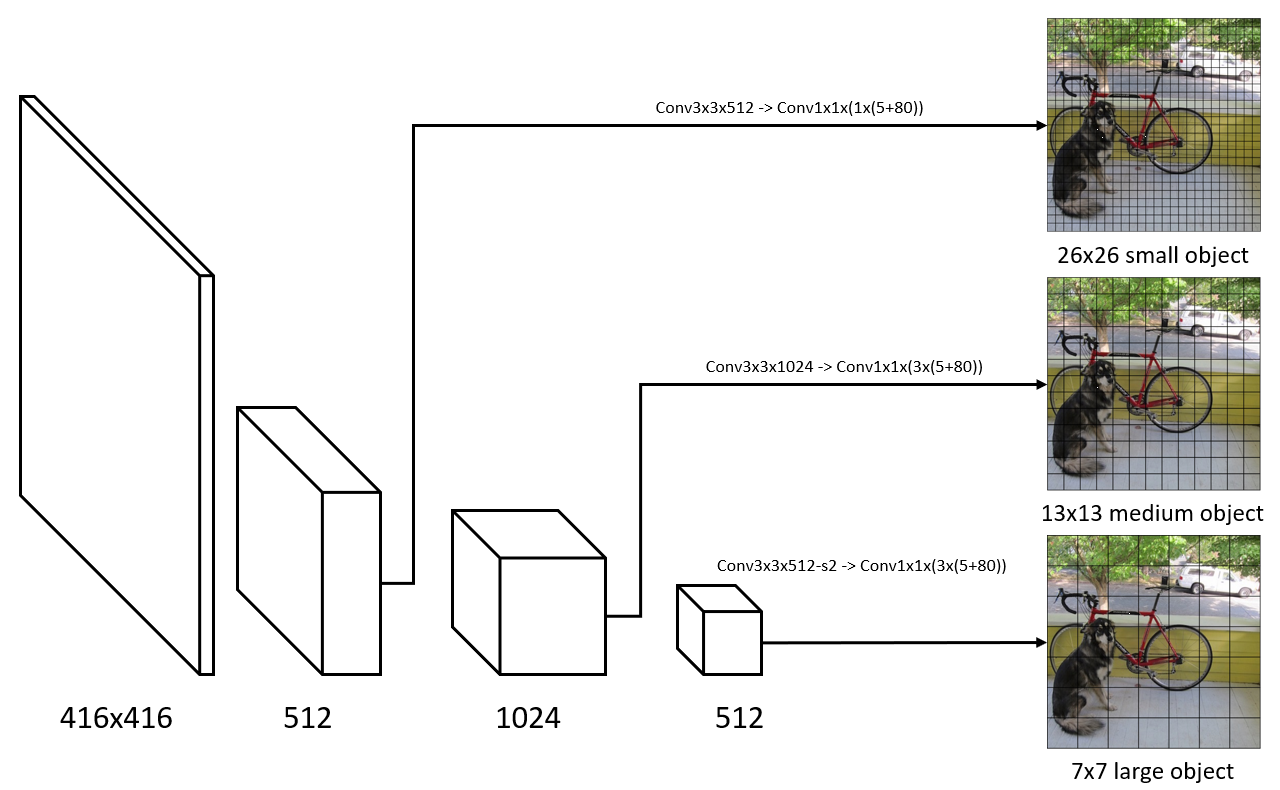 Conv3x3x512 -> Conv1x1x(1x(5+80))
26x26 small object
Conv3x3x1024 -> Conv1x1x(3x(5+80))
13x13 medium object
Conv3x3x512-s2 -> Conv1x1x(3x(5+80))
416x416
512
1024
512
7x7 large object